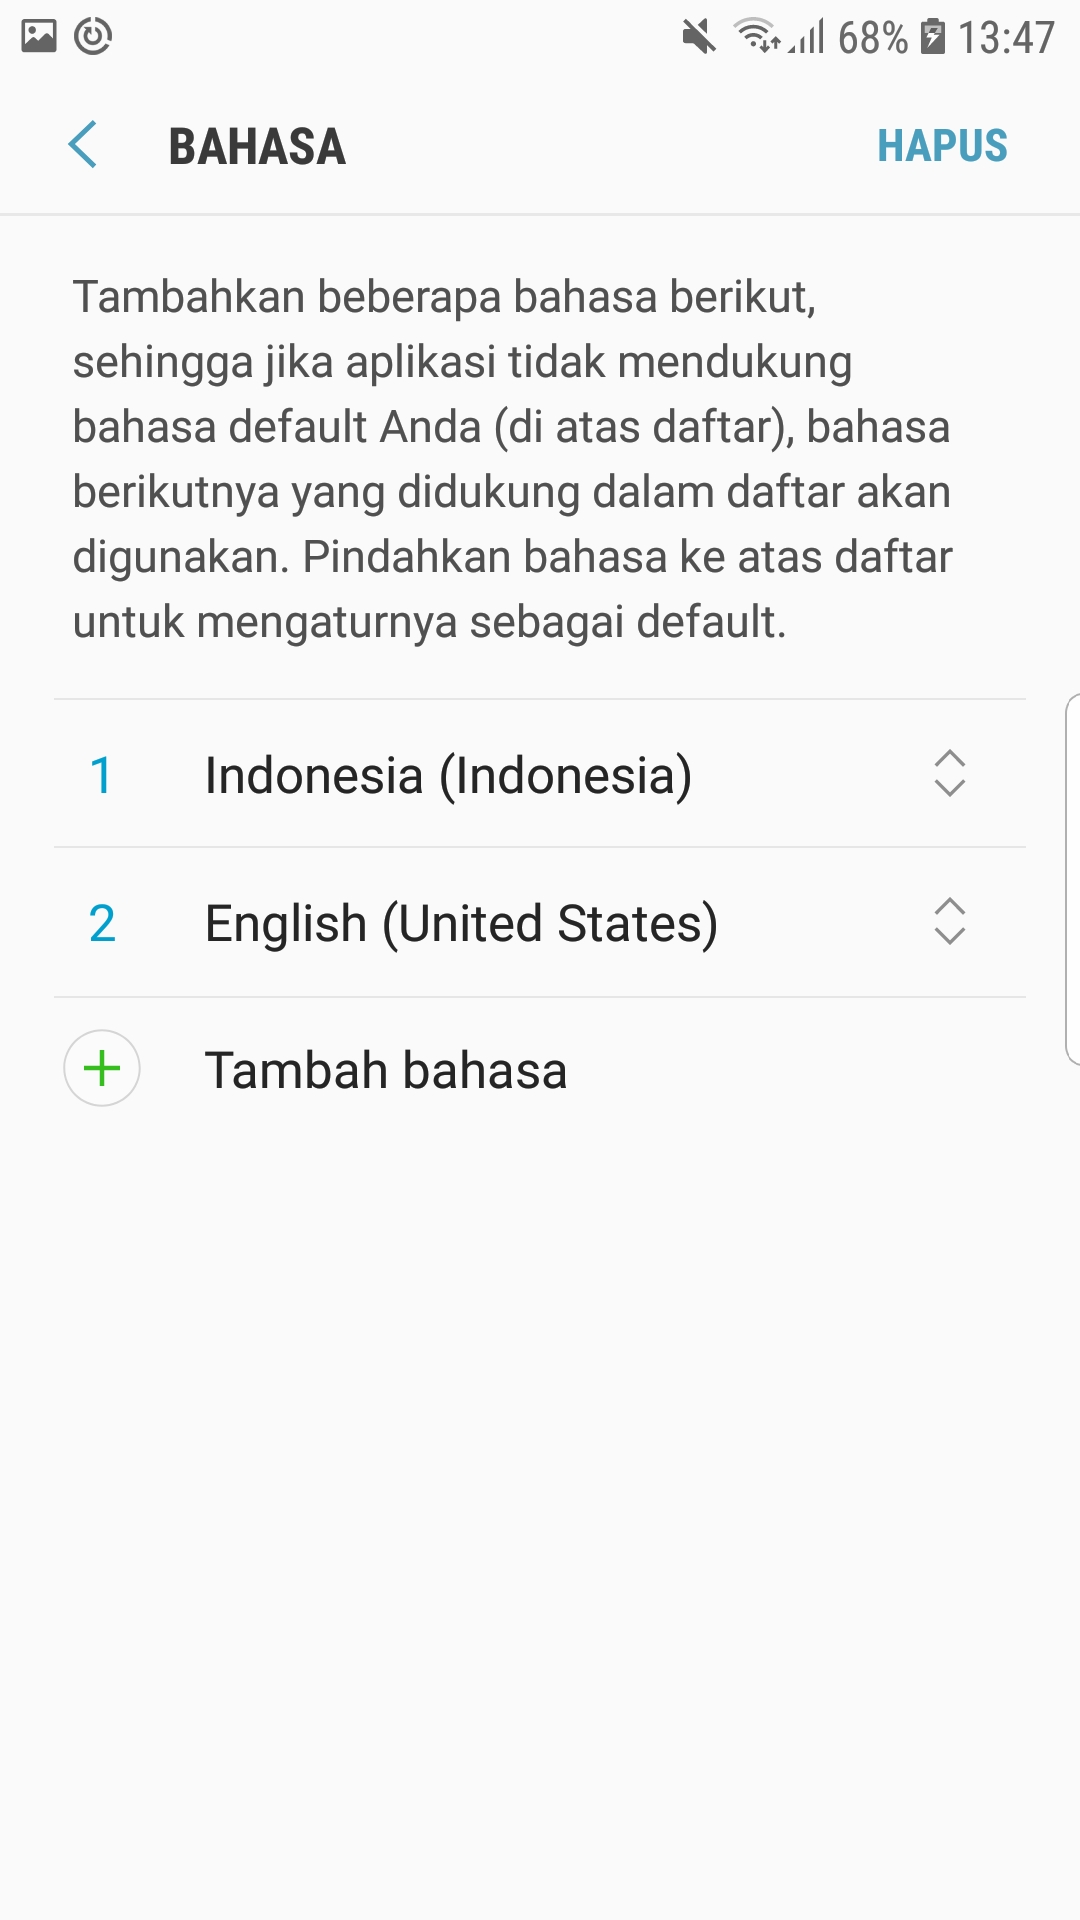 68% 13:47
BAHASA HAPUS
Tambahkan beberapa bahasa berikut,
sehingga jika aplikasi tidak mendukung
bahasa default Anda (di atas daftar), bahasa
berikutnya yang didukung dalam daftar akan
digunakan. Pindahkan bahasa ke atas daftar
untuk mengaturnya sebagai default.
1 Indonesia (Indonesia)
2 English (United States)
Tambah bahasa